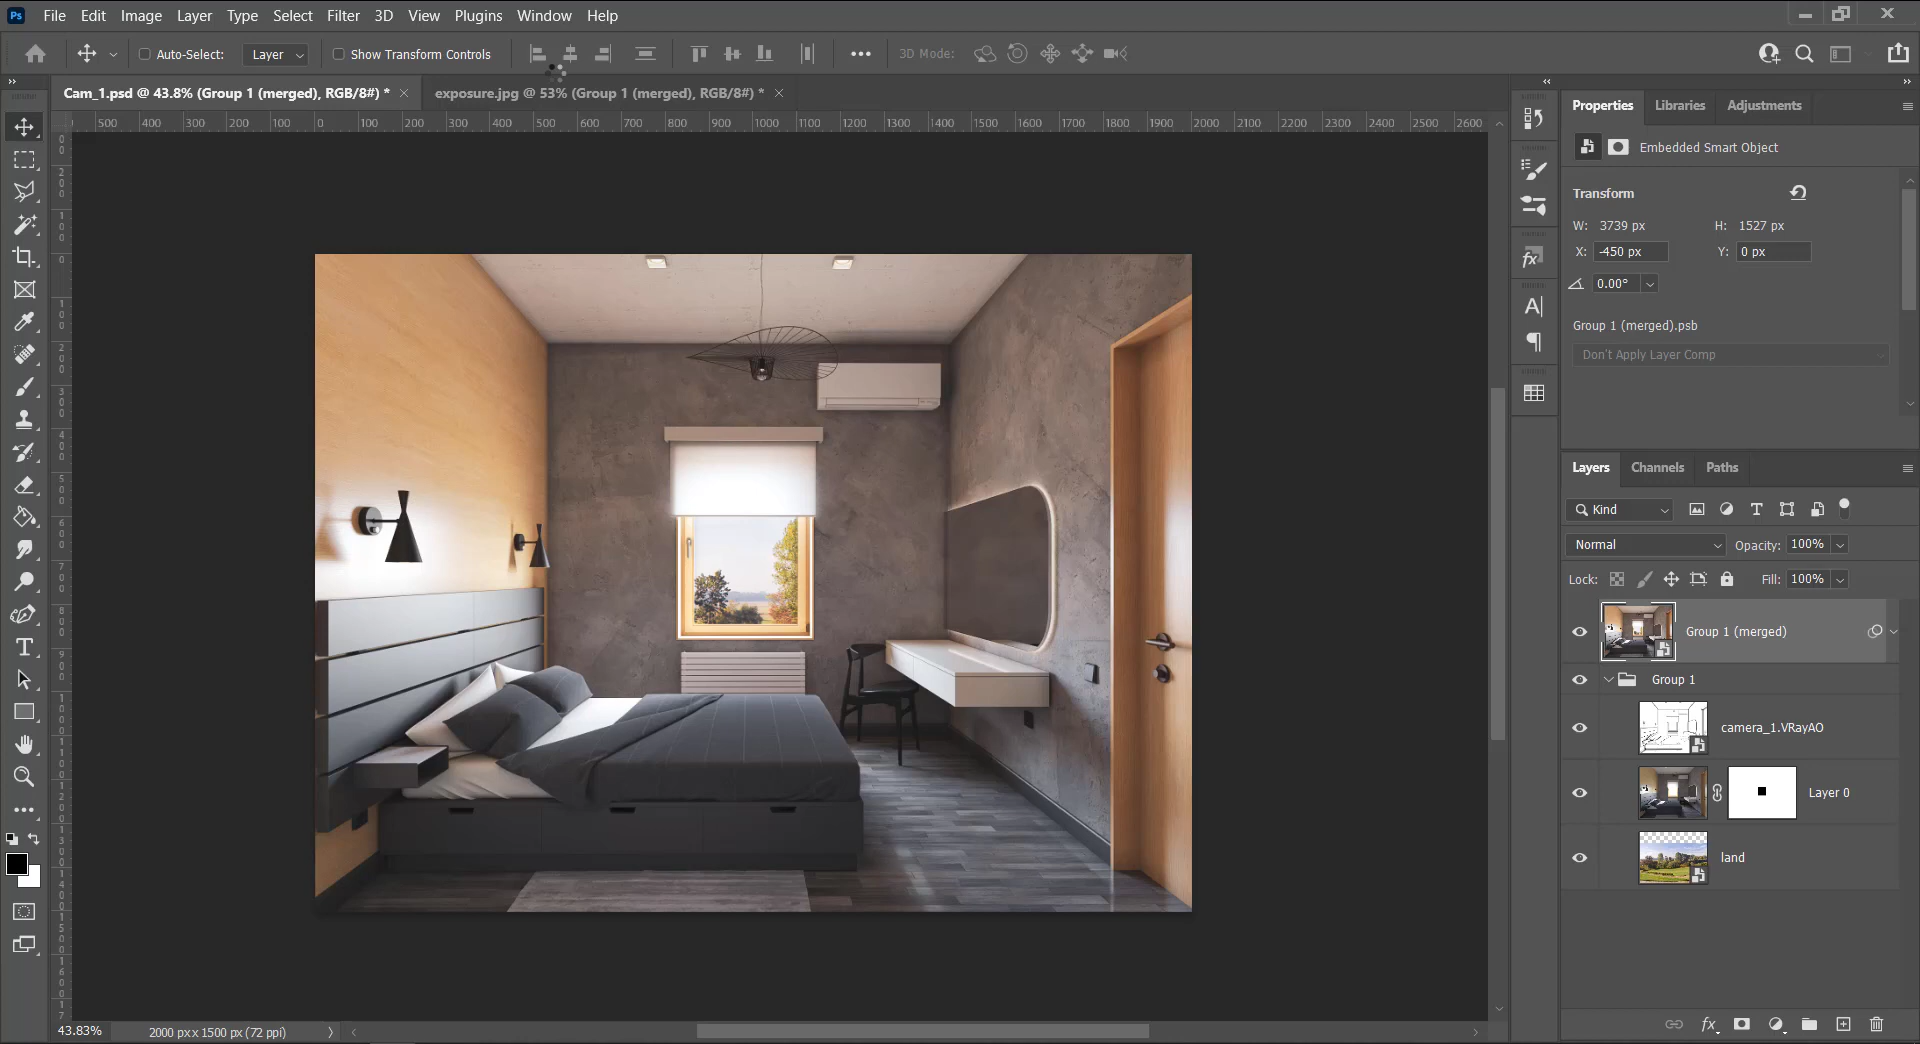 Ps File Edit Image Layer Type Select Filter 3D View Plugins Window Help
Auto-Select: Layer Show Transform Controls ••• 3D Mode:
Cam_1.psd @ 43.8% (Group 1 (merged), RGB/8#) * × exposure.jpg @ 53% (Group 1 (merged), RGB/8#) * ×
500 400 300 200 100 0 100 200 300 400 500 600 700 800 900 1000 1100 1200 1300 1400 1500 1600 1700 1800 1900 2000 2100 2200 2300 2400 2500 2600
Properties Libraries Adjustments
Embedded Smart Object
Transform
W: 3739 px H: 1527 px
X: -450 px Y: 0 px
0.00°
Group 1 (merged).psb
Don't Apply Layer Comp
Layers Channels Paths
Kind
Normal Opacity: 100%
Lock: Fill: 100%
Group 1 (merged)
Group 1
camera_1.VRayAO
Layer 0
land
43.83% 2000 px x 1500 px (72 ppi)